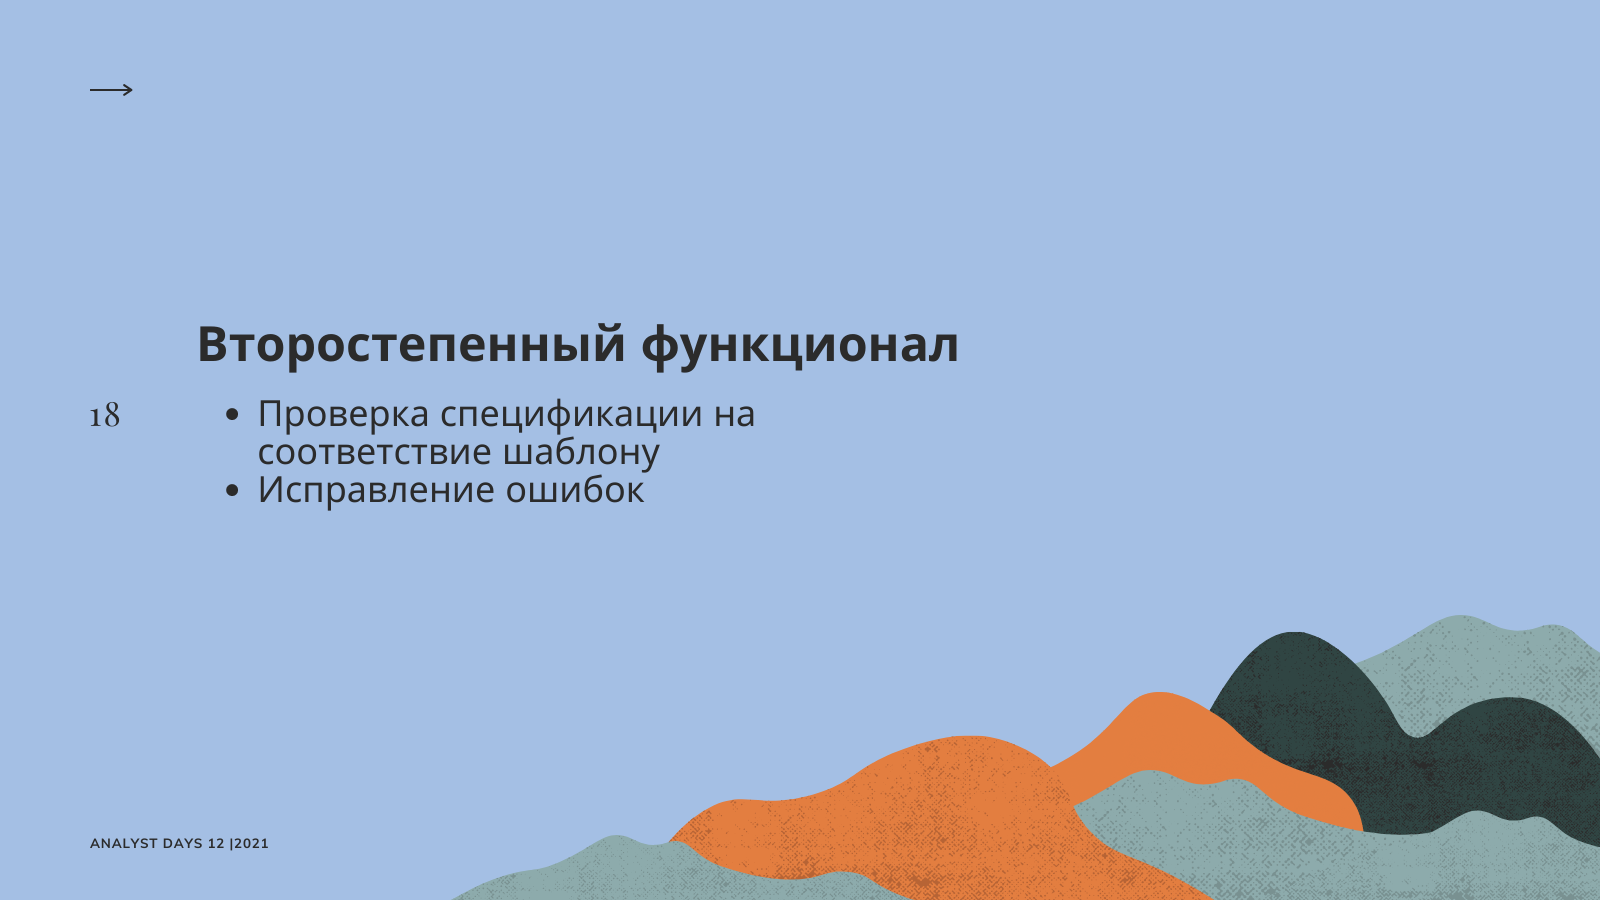 Второстепенный функционал
18
• Проверка спецификации на
соответствие шаблону
• Исправление ошибок
ANALYST DAYS 12 |2021